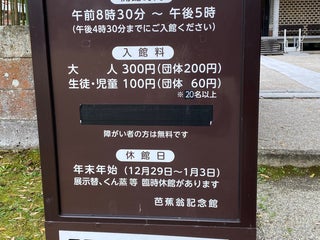 午前8時30分 ～ 午後5時
(午後4時30分までにご入館ください)
入館料
大　　人 300円(団体200円)
生徒・児童 100円(団体　60円)
※20名以上
障がい者の方は無料です
休館日
年末年始 (12月29日～1月3日)
展示替、くん蒸 等 臨時休館があります
芭蕉翁記念館